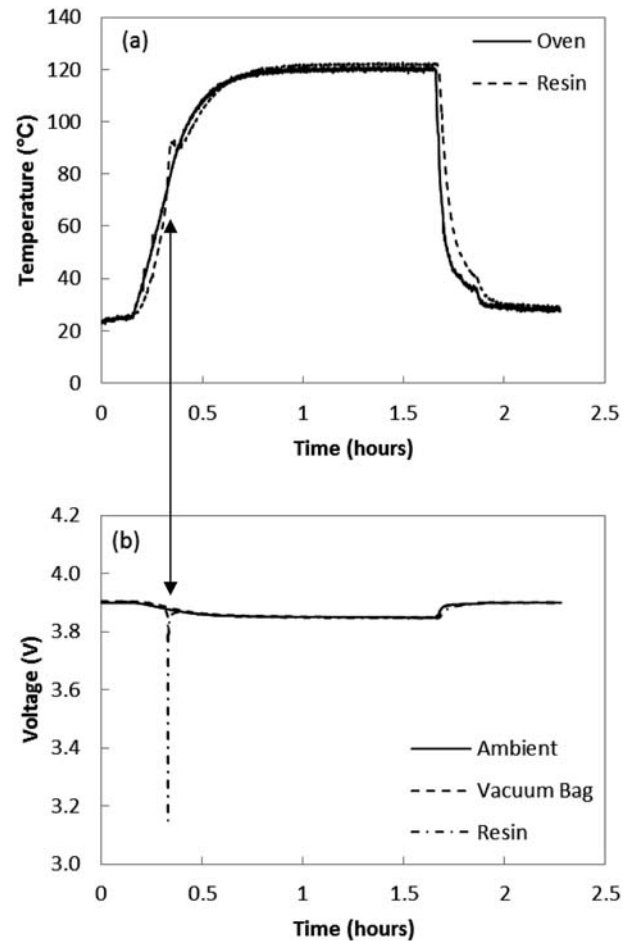 140
(a)
Oven
120
Resin
100
80
60
40
20
0
Temperature (°C)
0 0.5 1 1.5 2 2.5
Time (hours)
4.2
(b)
4.0
3.8
3.6
3.4
3.2
3.0
Voltage (V)
Ambient
Vacuum Bag
Resin
0 0.5 1 1.5 2 2.5
Time (hours)